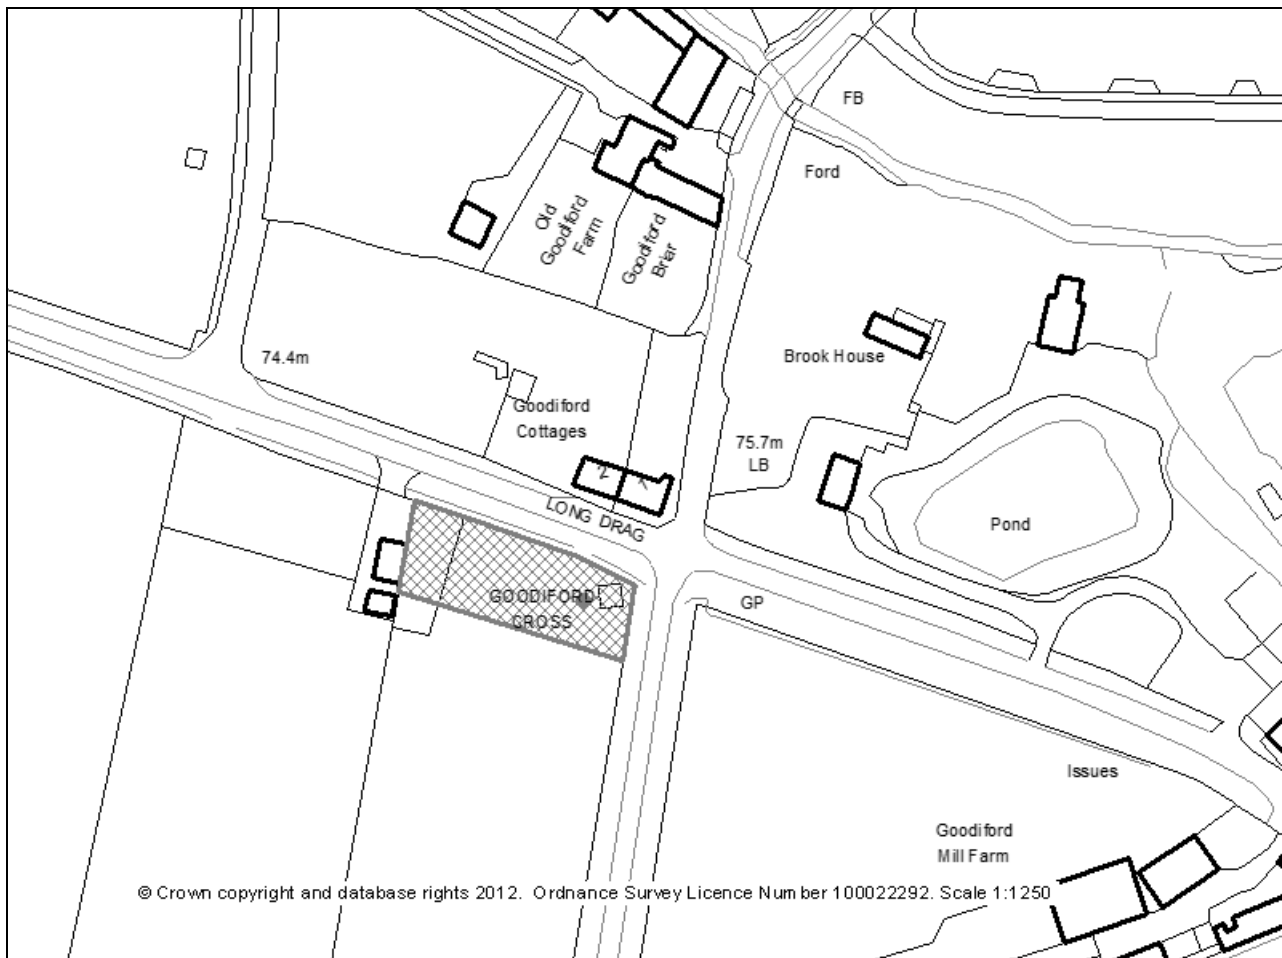 FB
Ford
Old
Goodiford
Farm
Goodiford
Briar
74.4m
Brook House
Goodiford
Cottages
75.7m
LB
2
1
LONG DRAG
Pond
GOODIFORD
CROSS
GP
Issues
Goodiford
Mill Farm
© Crown copyright and database rights 2012. Ordnance Survey Licence Number 100022292. Scale 1:1250